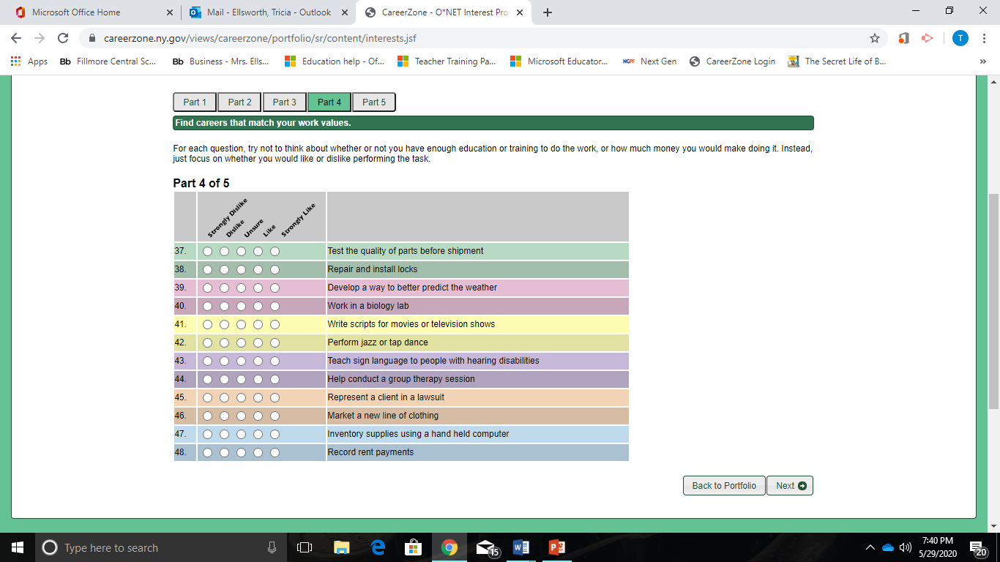 Microsoft Office Home
Mail - Ellsworth, Tricia - Outlook
CareerZone - O*NET Interest Pro
careerzone.ny.gov/views/careerzone/portfolio/sr/content/interests.jsf
T
Apps
Bb Fillmore Central Sc...
Bb Business - Mrs. Ells...
Education help - Of...
Teacher Training Pa...
Microsoft Educator...
NGPF Next Gen
CareerZone Login
The Secret Life of B...
Part 1 Part 2 Part 3 Part 4 Part 5
Find careers that match your work values.
For each question, try not to think about whether or not you have enough education or training to do the work, or how much money you would make doing it. Instead,
just focus on whether you would like or dislike performing the task.
Part 4 of 5
Strongly Dislike
Dislike
Unsure
Like
Strongly Like
37. Test the quality of parts before shipment
38. Repair and install locks
39. Develop a way to better predict the weather
40. Work in a biology lab
41. Write scripts for movies or television shows
42. Perform jazz or tap dance
43. Teach sign language to people with hearing disabilities
44. Help conduct a group therapy session
45. Represent a client in a lawsuit
46. Market a new line of clothing
47. Inventory supplies using a hand held computer
48. Record rent payments
Back to Portfolio Next
Type here to search
15
7:40 PM
5/29/2020
20